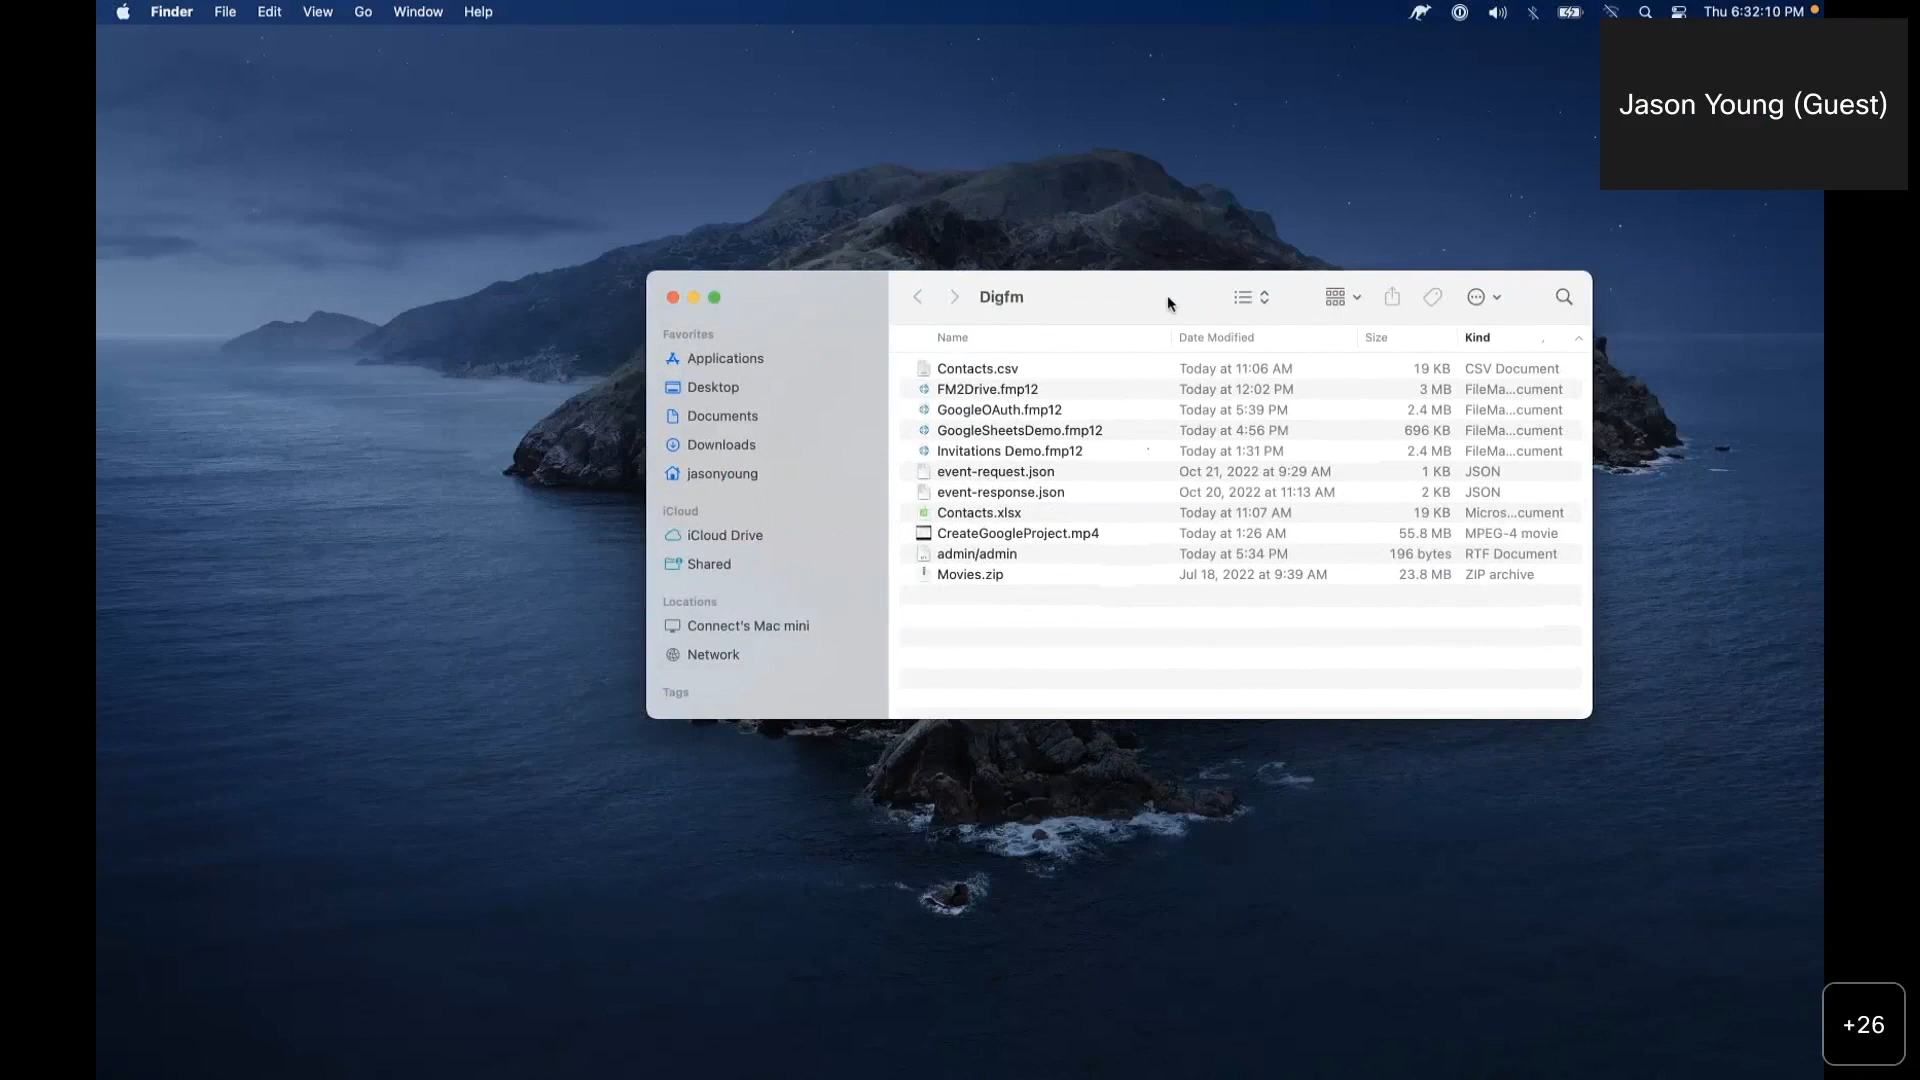 Finder File Edit View Go Window Help
Thu 6:32:10 PM
Jason Young (Guest)
Digfm
Favorites
Applications
Desktop
Documents
Downloads
jasonyoung
iCloud
iCloud Drive
Shared
Locations
Connect's Mac mini
Network
Tags
Name Date Modified Size Kind
Contacts.csv Today at 11:06 AM 19 KB CSV Document
FM2Drive.fmp12 Today at 12:02 PM 3 MB FileMa...cument
GoogleOAuth.fmp12 Today at 5:39 PM 2.4 MB FileMa...cument
GoogleSheetsDemo.fmp12 Today at 4:56 PM 696 KB FileMa...cument
Invitations Demo.fmp12 Today at 1:31 PM 2.4 MB FileMa...cument
event-request.json Oct 21, 2022 at 9:29 AM 1 KB JSON
event-response.json Oct 20, 2022 at 11:13 AM 2 KB JSON
Contacts.xlsx Today at 11:07 AM 19 KB Micros...cument
CreateGoogleProject.mp4 Today at 1:26 AM 55.8 MB MPEG-4 movie
admin/admin Today at 5:34 PM 196 bytes RTF Document
Movies.zip Jul 18, 2022 at 9:39 AM 23.8 MB ZIP archive
+26